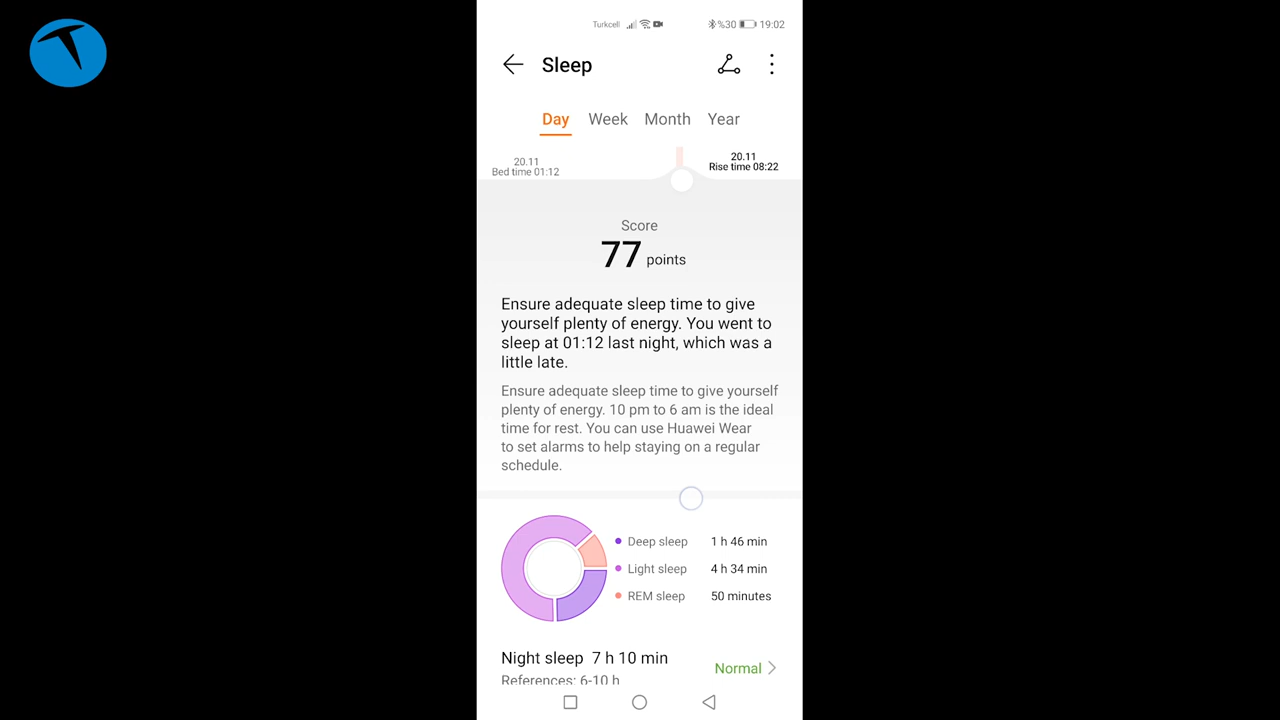 Turkcell %30 19:02
Sleep
Day Week Month Year
20.11
Bed time 01:12
20.11
Rise time 08:22
Score
77 points
Ensure adequate sleep time to give
yourself plenty of energy. You went to
sleep at 01:12 last night, which was a
little late.
Ensure adequate sleep time to give yourself
plenty of energy. 10 pm to 6 am is the ideal
time for rest. You can use Huawei Wear
to set alarms to help staying on a regular
schedule.
Deep sleep 1 h 46 min
Light sleep 4 h 34 min
REM sleep 50 minutes
Night sleep 7 h 10 min
Normal
References: 6-10 h